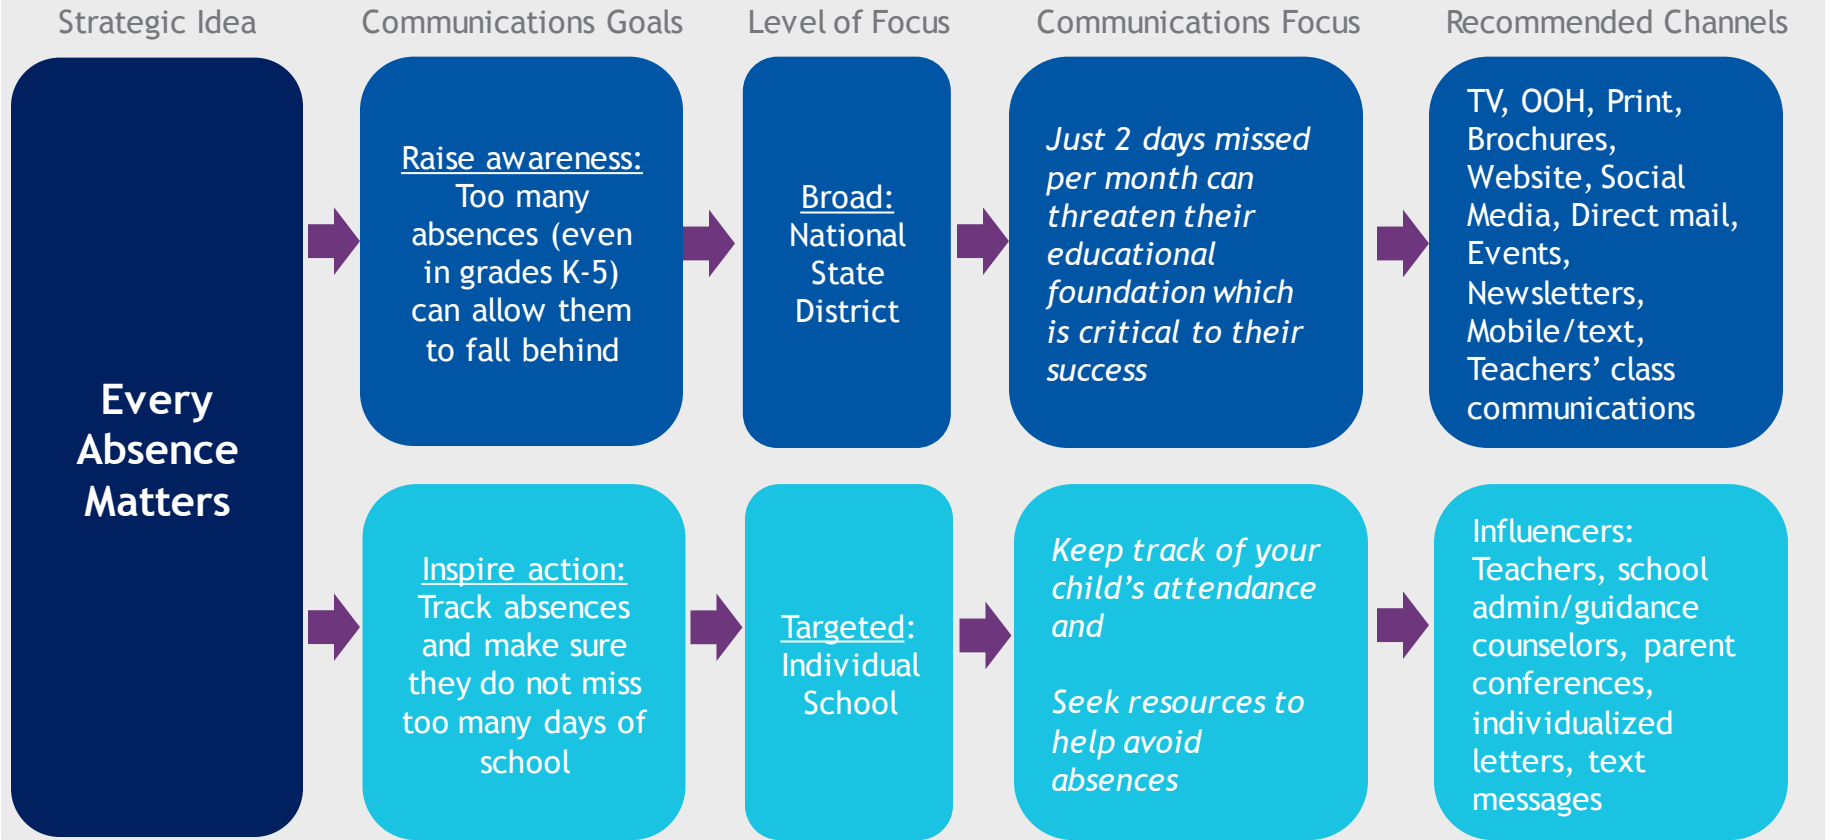 Strategic Idea
Communications Goals
Level of Focus
Communications Focus
Recommended Channels
Every
Absence
Matters
Raise awareness:
Too many
absences (even
in grades K-5)
can allow them
to fall behind
Broad:
National
State
District
Just 2 days missed
per month can
threaten their
educational
foundation which
is critical to their
success
TV, OOH, Print,
Brochures,
Website, Social
Media, Direct mail,
Events,
Newsletters,
Mobile/text,
Teachers’ class
communications
Inspire action:
Track absences
and make sure
they do not miss
too many days of
school
Targeted:
Individual
School
Keep track of your
child’s attendance
and
Seek resources to
help avoid
absences
Influencers:
Teachers, school
admin/guidance
counselors, parent
conferences,
individualized
letters, text
messages